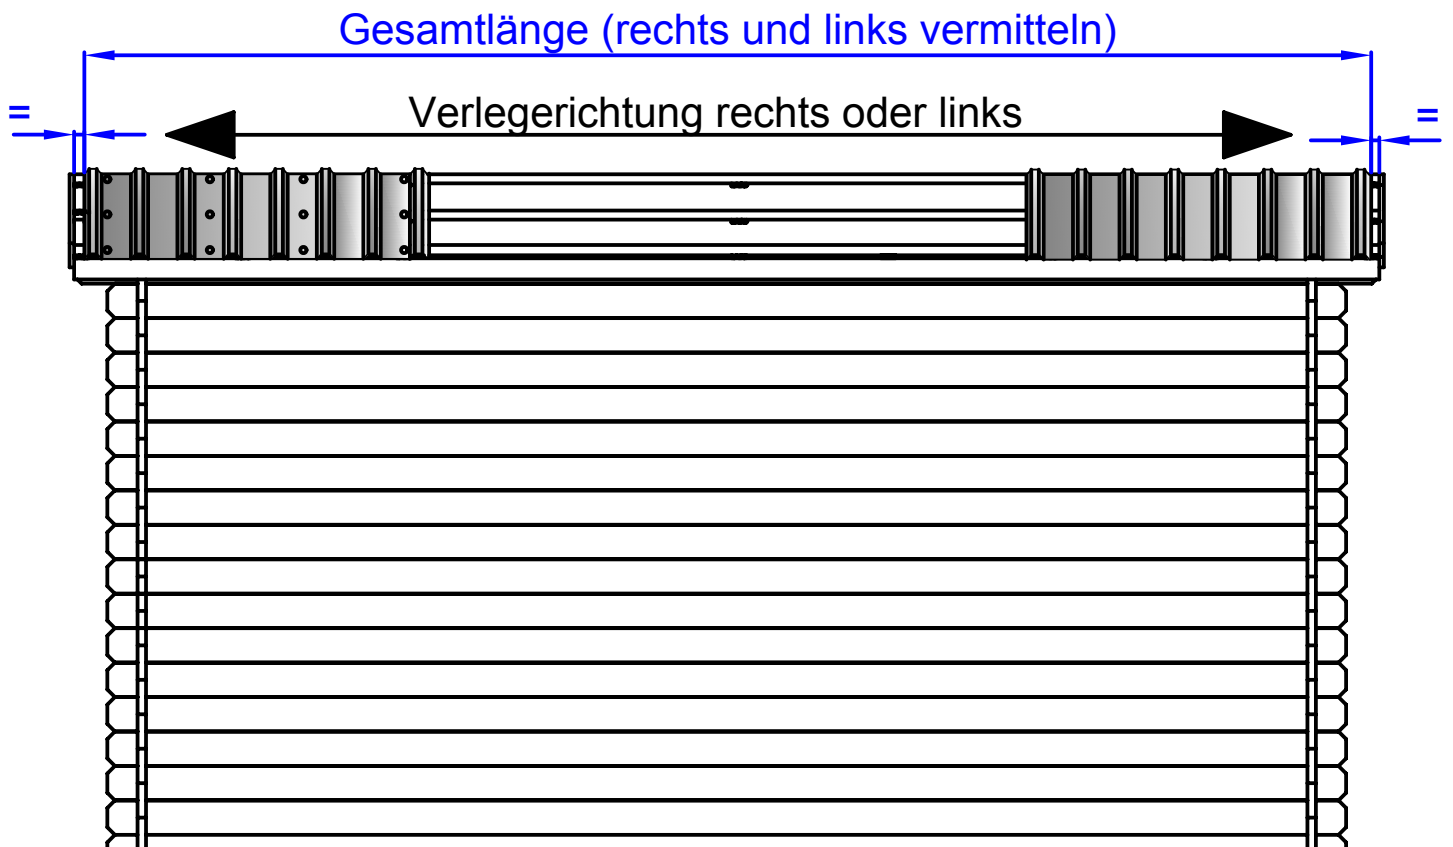 Gesamtlänge (rechts und links vermitteln)
= =
Verlegerichtung rechts oder links